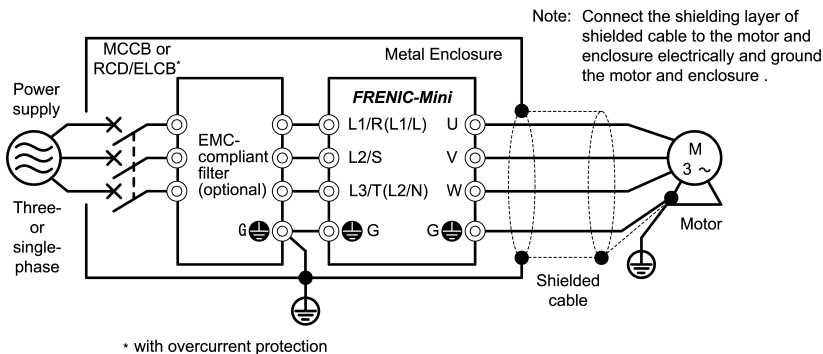 Note: Connect the shielding layer of
shielded cable to the motor and
enclosure electrically and ground
the motor and enclosure .
MCCB or
RCD/ELCB*
Metal Enclosure
Power
supply
FRENIC-Mini
EMC-
compliant
filter
(optional)
L1/R(L1/L) U
L2/S V
L3/T(L2/N) W
G G G
M
3 ~
Motor
Three-
or
single-
phase
Shielded
cable
* with overcurrent protection